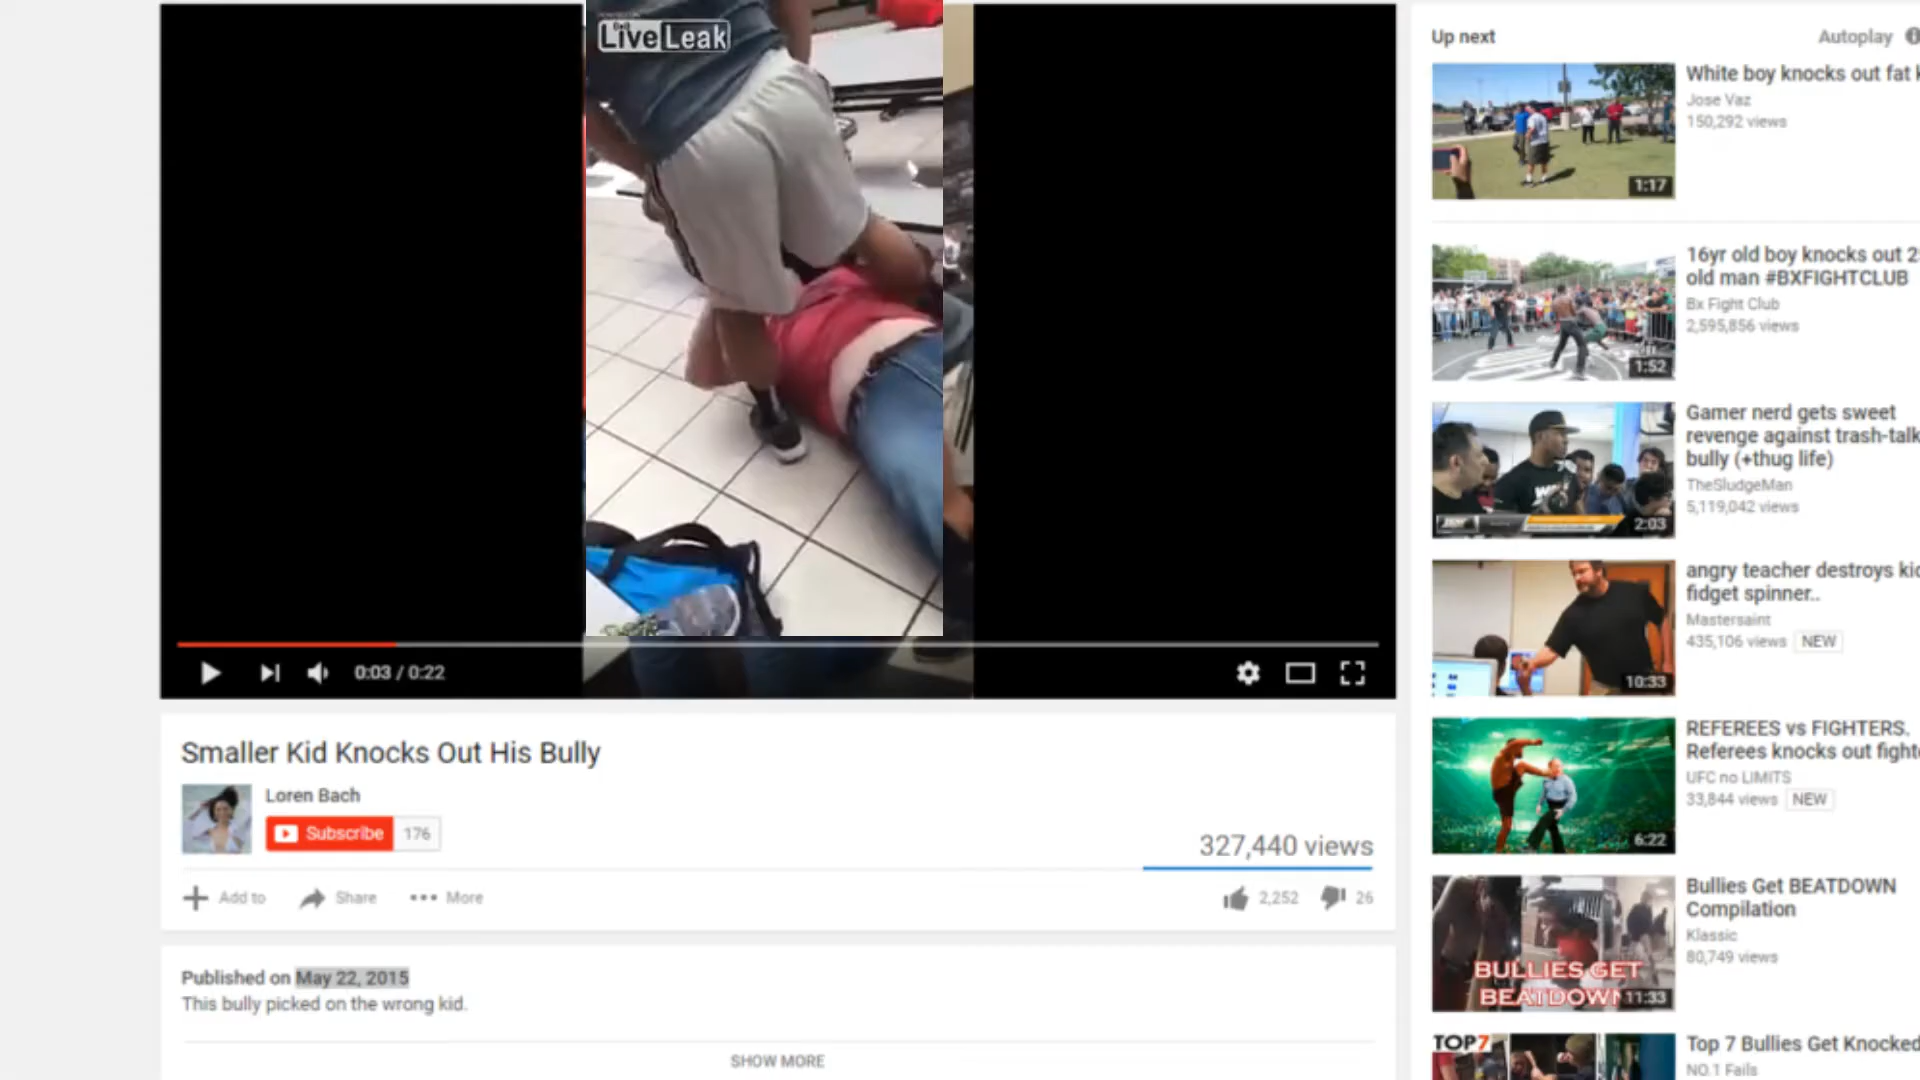 LiveLeak
0:03 / 0:22
Smaller Kid Knocks Out His Bully
Loren Bach
Subscribe 176
327,440 views
Add to Share More
2,252 26
Published on May 22, 2015
This bully picked on the wrong kid.
SHOW MORE
Up next Autoplay
White boy knocks out fat
Jose Vaz
150,292 views
1:17
16yr old boy knocks out
old man #BXFIGHTCLUB
Bx Fight Club
2,595,856 views
1:52
Gamer nerd gets sweet
revenge against trash-talk
bully (+thug life)
TheSludgeMan
5,119,042 views
2:03
angry teacher destroys
fidget spinner..
Mastersaint
435,106 views NEW
10:33
REFEREES vs FIGHTERS.
Referees knocks out
UFC no LIMITS
33,844 views NEW
6:22
Bullies Get BEATDOWN
Compilation
Klassic
80,749 views
BULLIES GET
BEATDOWN
11:33
Top 7 Bullies Get Knocked
NO.1 Fails
TOP7